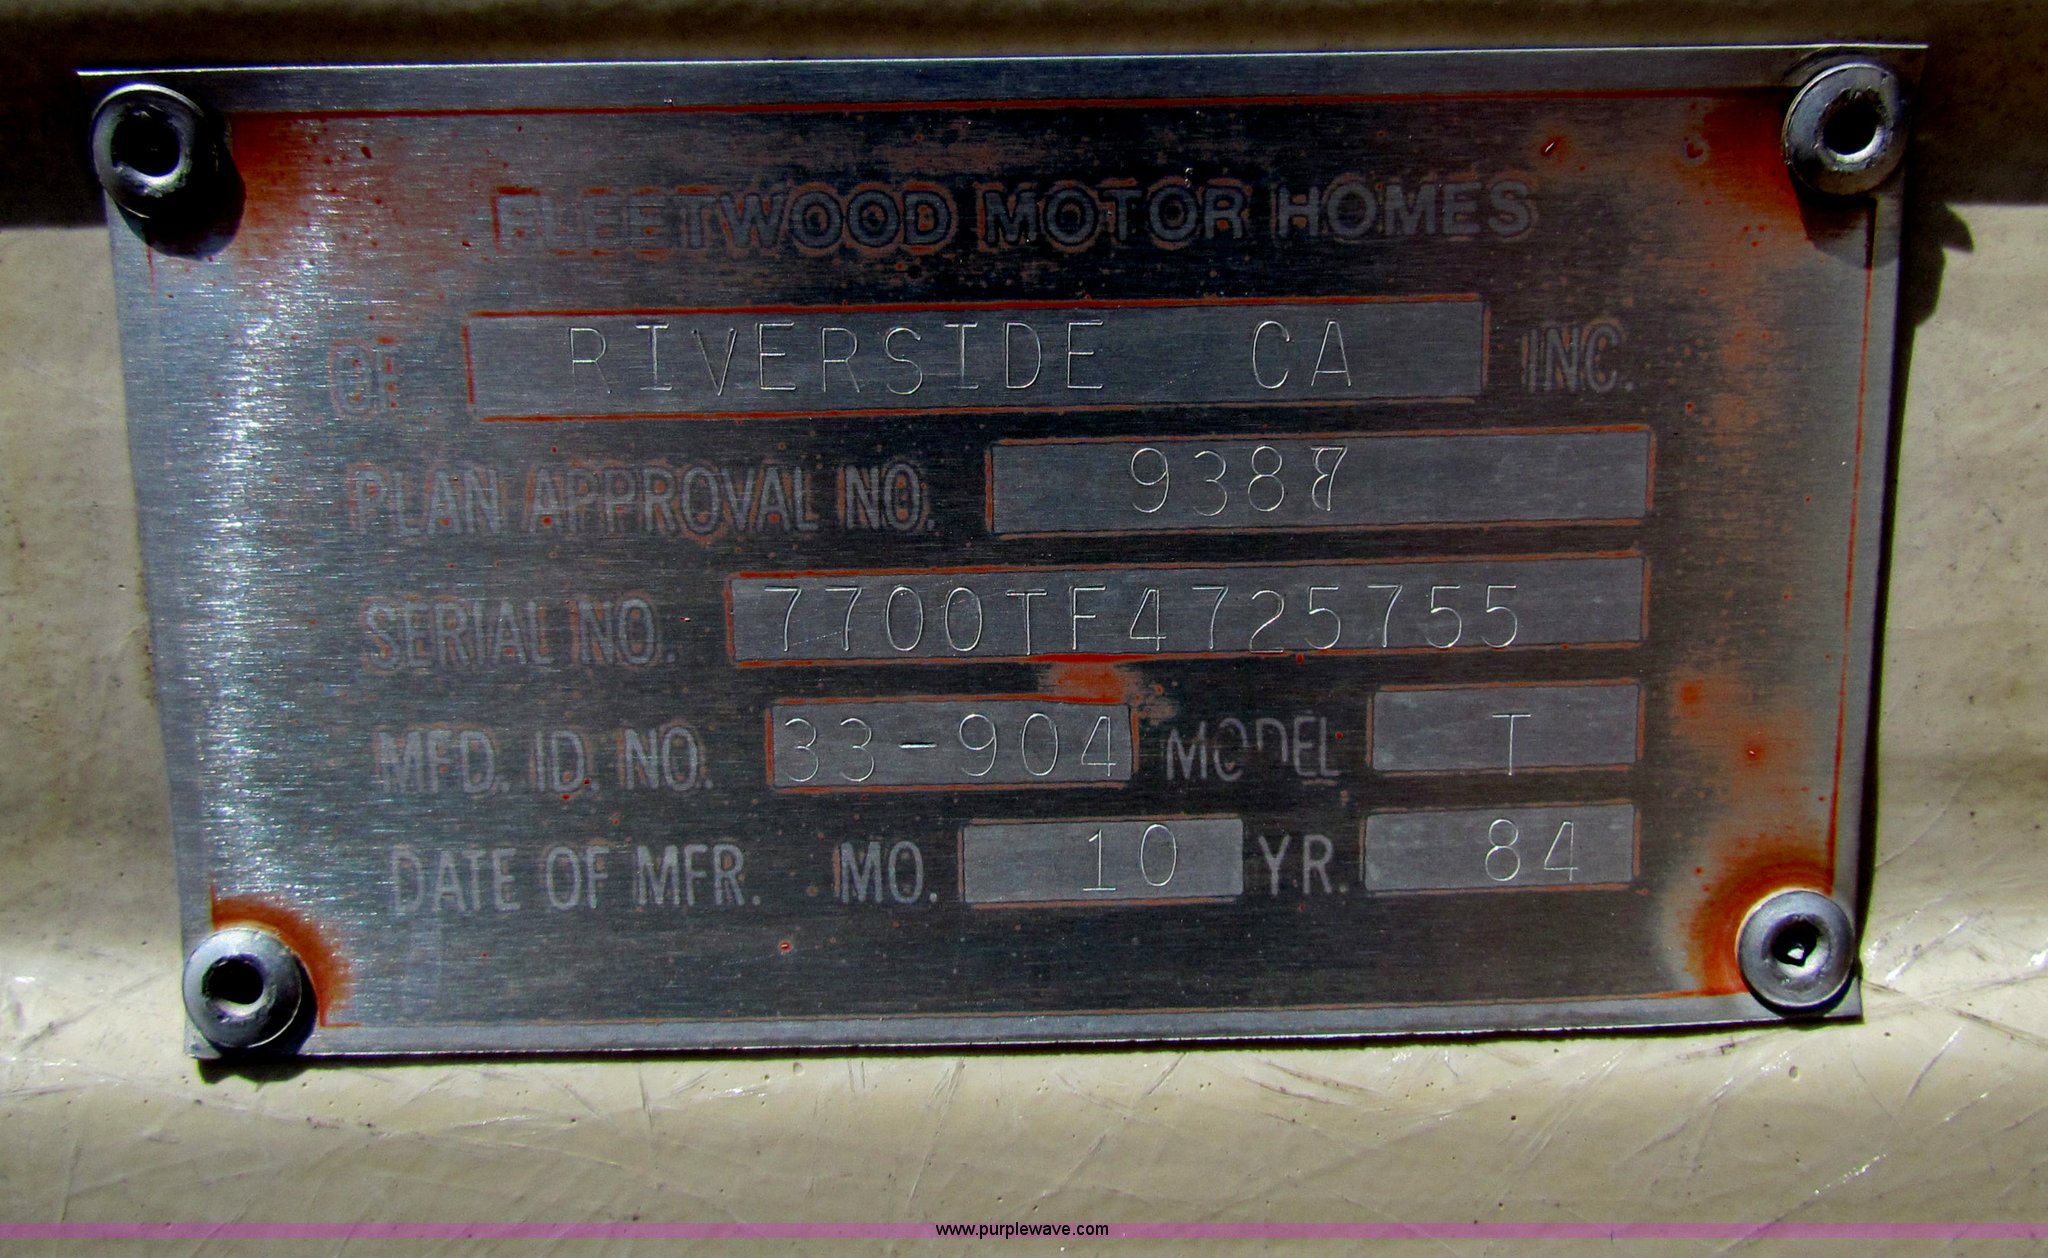 FLEETWOOD MOTOR HOMES
OF RIVERSIDE CA INC.
PLAN APPROVAL NO.
SERIAL NO. 7700TF4725755
MFD. ID. NO. 33-904 MODEL T
DATE OF MFR. MO. 10 YR. 84
www.purplewave.com